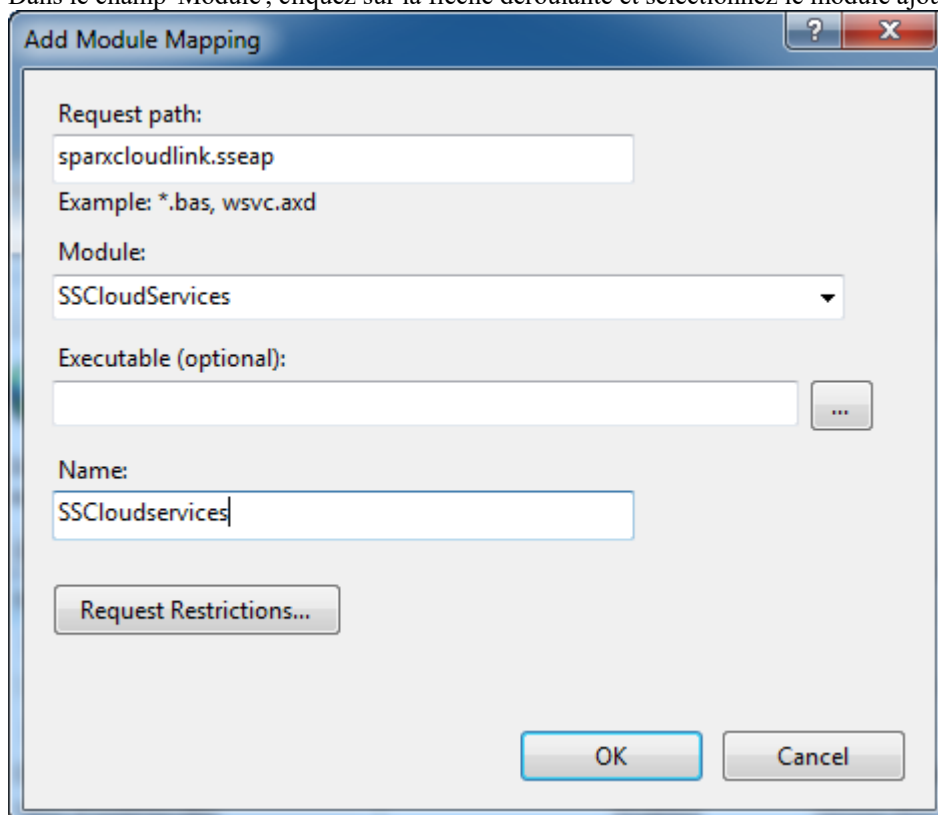 Dans le champ 'Module', cliquez sur la flèche déroulante et sélectionnez le module ajou
Add Module Mapping
Request path:
sparxcloudlink.sseap
Example: *.bas, wsvc.axd
Module:
SSCloudServices
Executable (optional):
...
Name:
SSCloudservices
Request Restrictions...
OK
Cancel